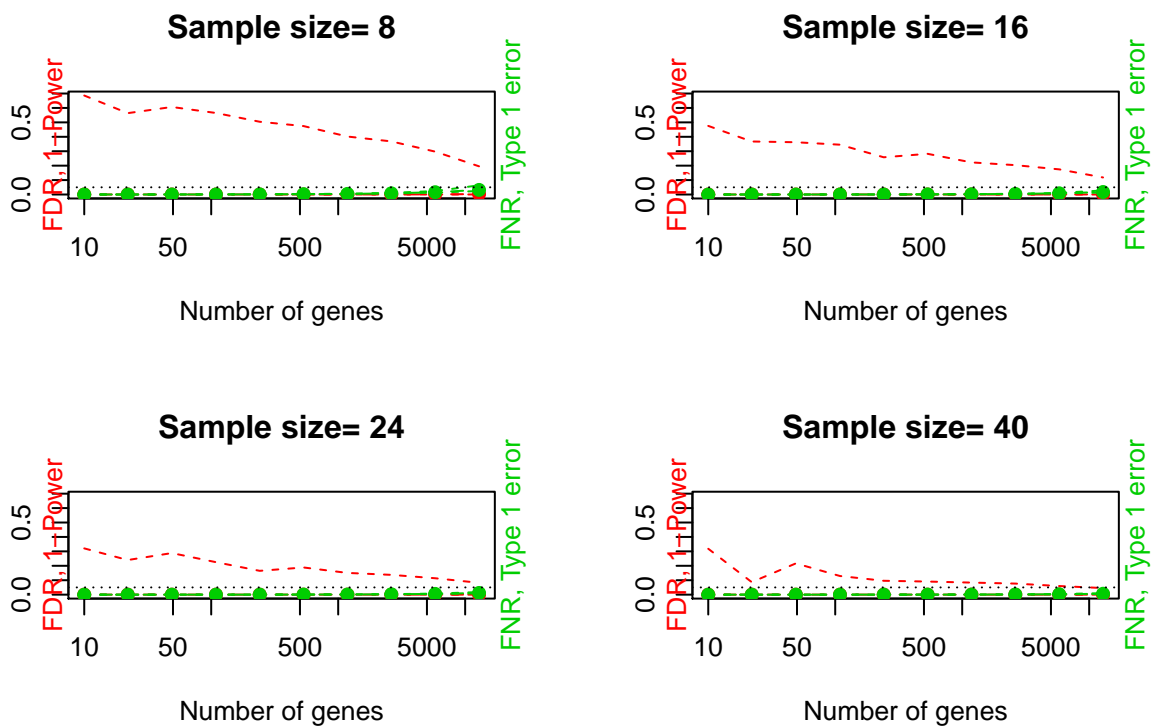 Sample size= 8
FDR, 1−Power
0.0 0.5
FNR, Type 1 error
10 50 500 5000
Number of genes
Sample size= 16
FDR, 1−Power
0.0 0.5
FNR, Type 1 error
10 50 500 5000
Number of genes
Sample size= 24
FDR, 1−Power
0.0 0.5
FNR, Type 1 error
10 50 500 5000
Number of genes
Sample size= 40
FDR, 1−Power
0.0 0.5
FNR, Type 1 error
10 50 500 5000
Number of genes